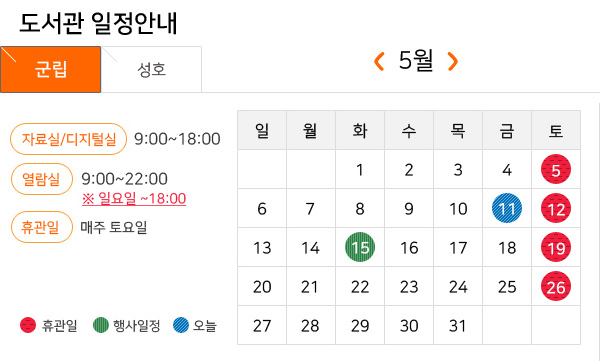 도서관 일정안내
군립 성호
5월
자료실/디지털실 9:00~18:00
열람실 9:00~22:00
※ 일요일 ~18:00
휴관일 매주 토요일
휴관일 행사일정 오늘
일 월 화 수 목 금 토
1 2 3 4 5
6 7 8 9 10 11 12
13 14 15 16 17 18 19
20 21 22 23 24 25 26
27 28 29 30 31